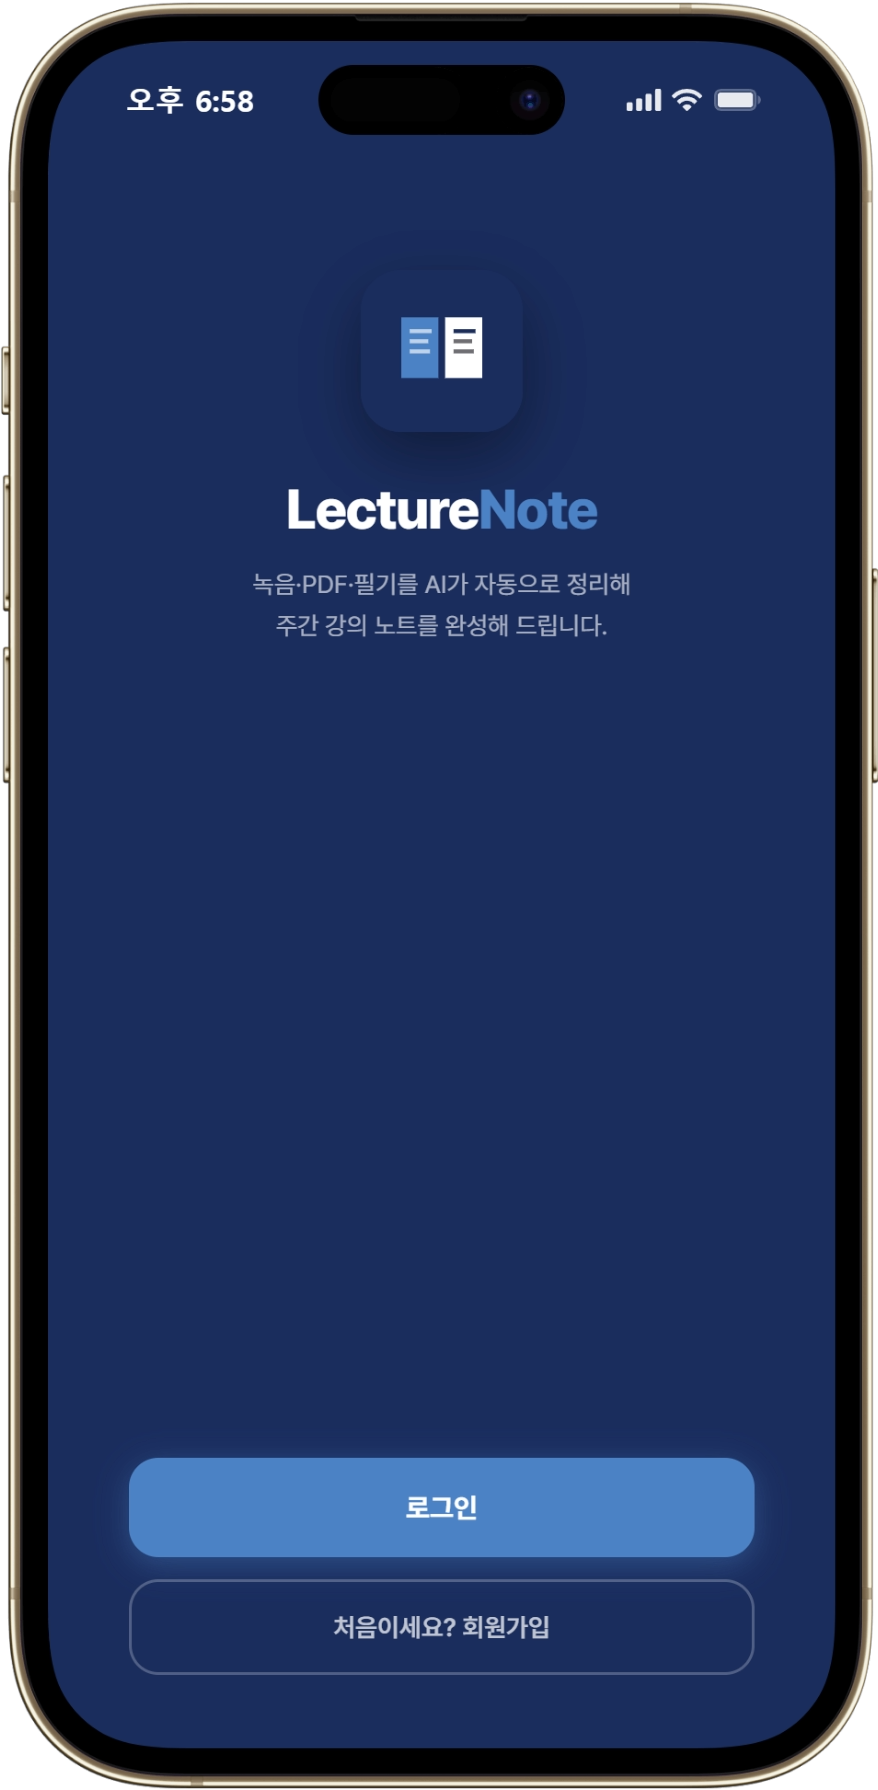 오후 6:58
LectureNote
녹음·PDF·필기를 AI가 자동으로 정리해
주간 강의 노트를 완성해 드립니다.
로그인
처음이세요? 회원가입